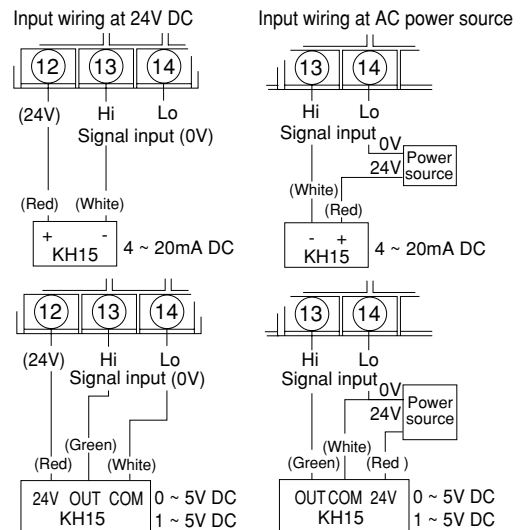 Input wiring at 24V DC
12 13 14
(24V) Hi Lo
Signal input (0V)
(Red) (White)
+ -
KH15
4 ~ 20mA DC
12 13 14
(24V) Hi Lo
Signal input (0V)
(Green)
(Red) (White)
24V OUT COM
KH15
0 ~ 5V DC
1 ~ 5V DC
Input wiring at AC power source
13 14
Hi Lo
Signal input
0V
24V
Power
source
(White)
(Red)
- +
KH15
4 ~ 20mA DC
13 14
Hi Lo
Signal input
0V
24V
Power
source
(White)
(Green) (Red )
OUT COM 24V
KH15
0 ~ 5V DC
1 ~ 5V DC